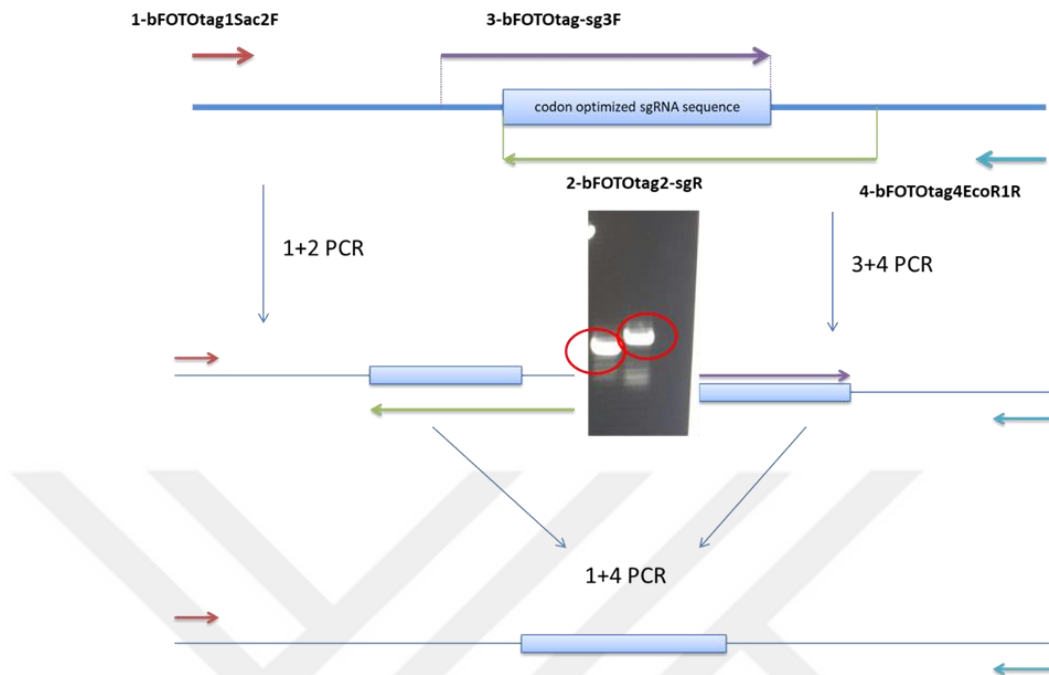 1-bFOTOtag1Sac2F
3-bFOTOtag-sg3F
codon optimized sgRNA sequence
2-bFOTOtag2-sgR
4-bFOTOtag4EcoR1R
1+2 PCR
3+4 PCR
1+4 PCR